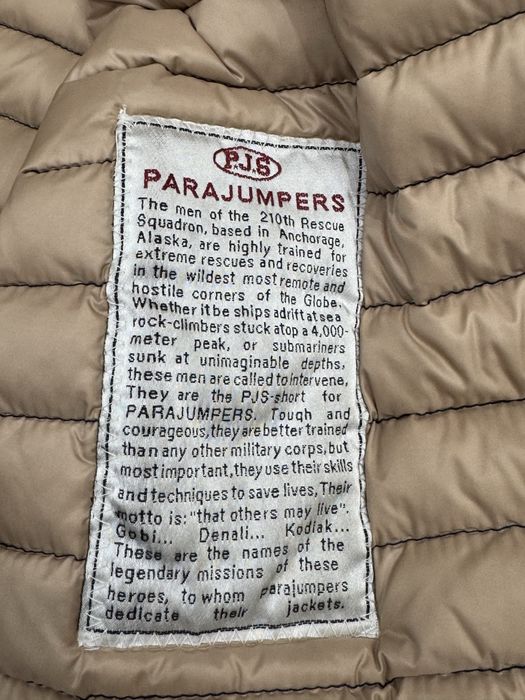 P.J.S
PARAJUMPERS
The men of the 210th Rescue
Squadron, based in Anchorage,
Alaska, are highly trained for
extreme rescues and recoveries
in the wildest most remote and
hostile corners of the Globe.
Whether it be ships adrift at sea
rock-climbers stuck atop a 4,000-
meter peak, or submariners
sunk at unimaginable depths,
these men are called to intervene,
They are the PJS-short for
PARAJUMPERS. Tough and
courageous, they are better trained
than any other military corps, but
most important, they use their skills
and techniques to save lives, Their
motto is: "that others may live".
Gobi... Denali... Kodiak...
These are the names of the
legendary missions of these
heroes, to whom parajumpers
dedicate their jackets.